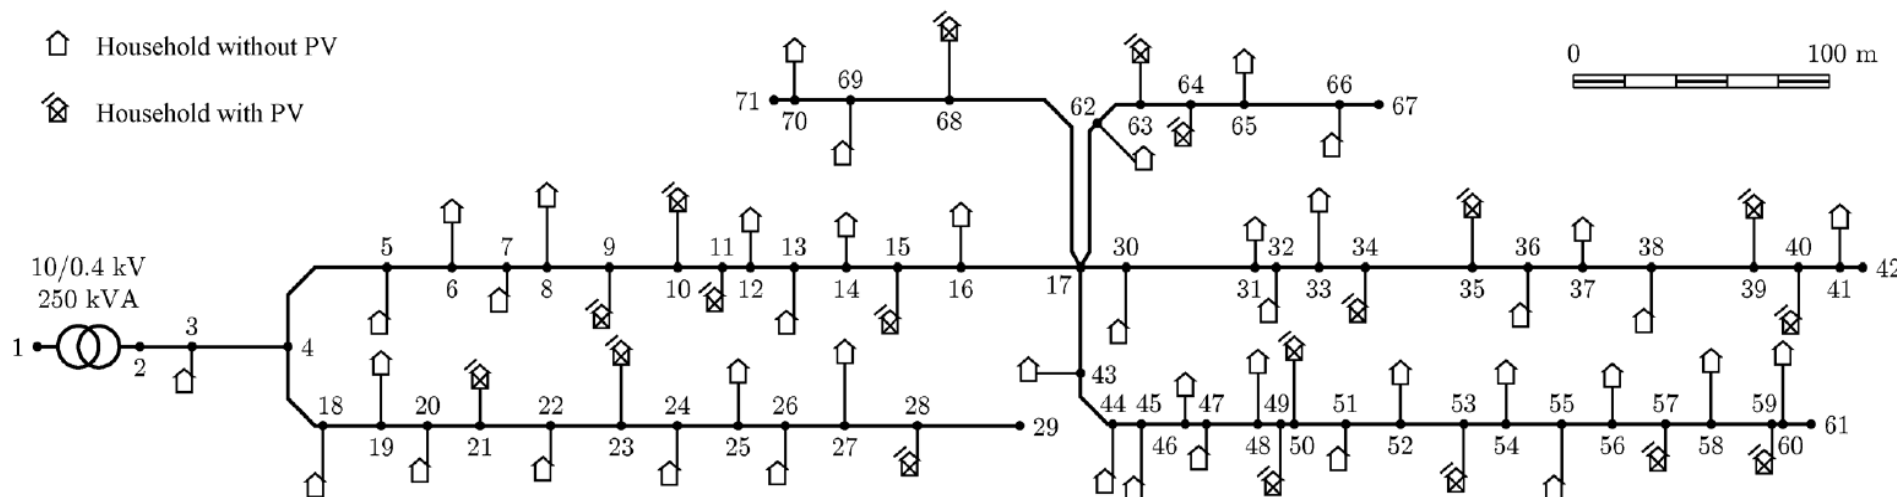 Household without PV
Household with PV
0 100 m
10/0.4 kV
250 kVA
71 70 69 68
62 63 64 65 66 67
1 2 3 4
5 6 7 8 9 10 11 12 13 14 15 16 17
30 31 32 33 34 35 36 37 38 39 40 41 42
18 19 20 21 22 23 24 25 26 27 28 29
43
44 45 46 47 48 49 50 51 52 53 54 55 56 57 58 59 60 61